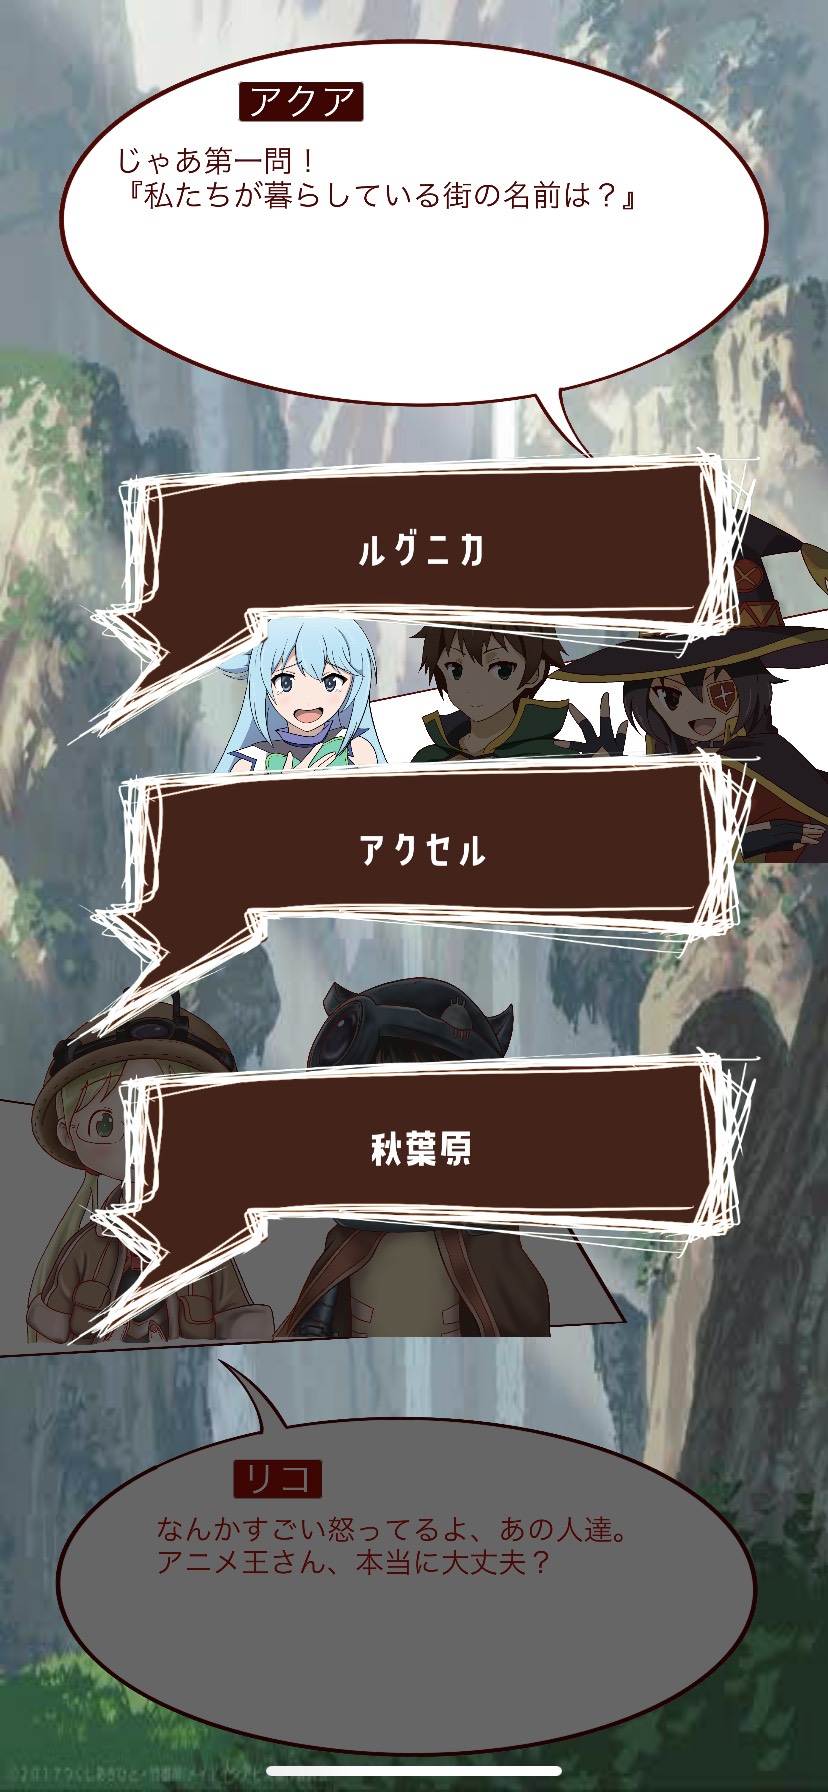 アクア
じゃあ第一問！
『私たちが暮らしている街の名前は？』
ルグニカ
アクセル
秋葉原
リコ
なんかすごい怒ってるよ、あの人達。
アニメ王さん、本当に大丈夫？